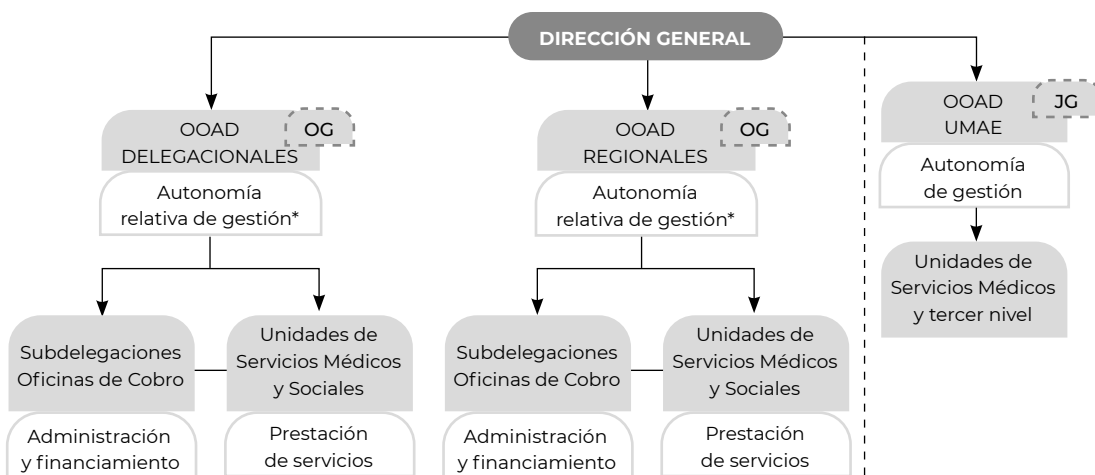 DIRECCIÓN GENERAL
OOAD
DELEGACIONALES
OG
Autonomía
relativa de gestión*
Subdelegaciones
Oficinas de Cobro
Administración
y financiamiento
Unidades de
Servicios Médicos
y Sociales
Prestación
de servicios
OOAD
REGIONALES
OG
Autonomía
relativa de gestión*
Subdelegaciones
Oficinas de Cobro
Administración
y financiamiento
Unidades de
Servicios Médicos
y Sociales
Prestación
de servicios
OOAD
UMAE
JG
Autonomía
de gestión
Unidades de
Servicios Médicos
y tercer nivel